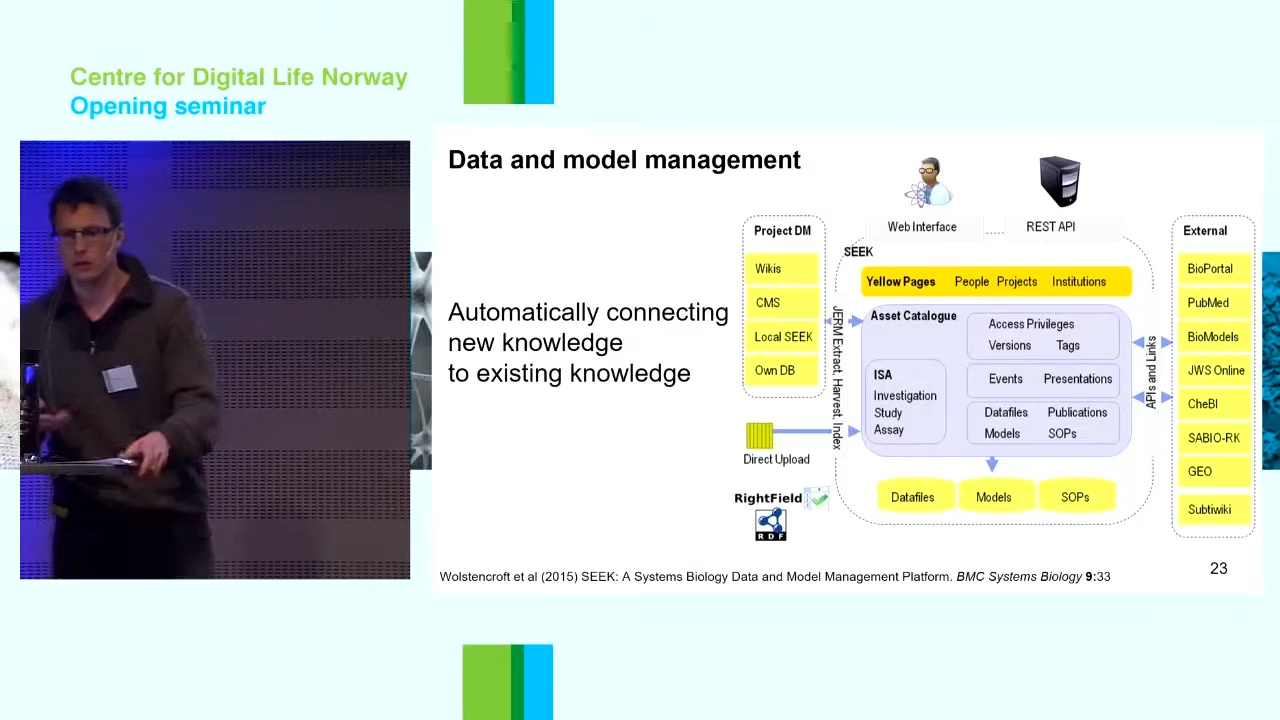 Centre for Digital Life Norway
Opening seminar
Data and model management
Automatically connecting
new knowledge
to existing knowledge
Web Interface
REST API
Project DM
Wikis
CMS
Local SEEK
Own DB
Direct Upload
RightField
RDF
JERM Extract, Harvest, Index
SEEK
Yellow Pages People Projects Institutions
Asset Catalogue
Access Privileges
Versions Tags
ISA
Investigation
Study
Assay
Events Presentations
Datafiles Publications
Models SOPs
Datafiles
Models
SOPs
APIs and Links
External
BioPortal
PubMed
BioModels
JWS Online
CheBI
SABIO-RK
GEO
Subtiwiki
Wolstencroft et al (2015) SEEK: A Systems Biology Data and Model Management Platform. BMC Systems Biology 9:33
23